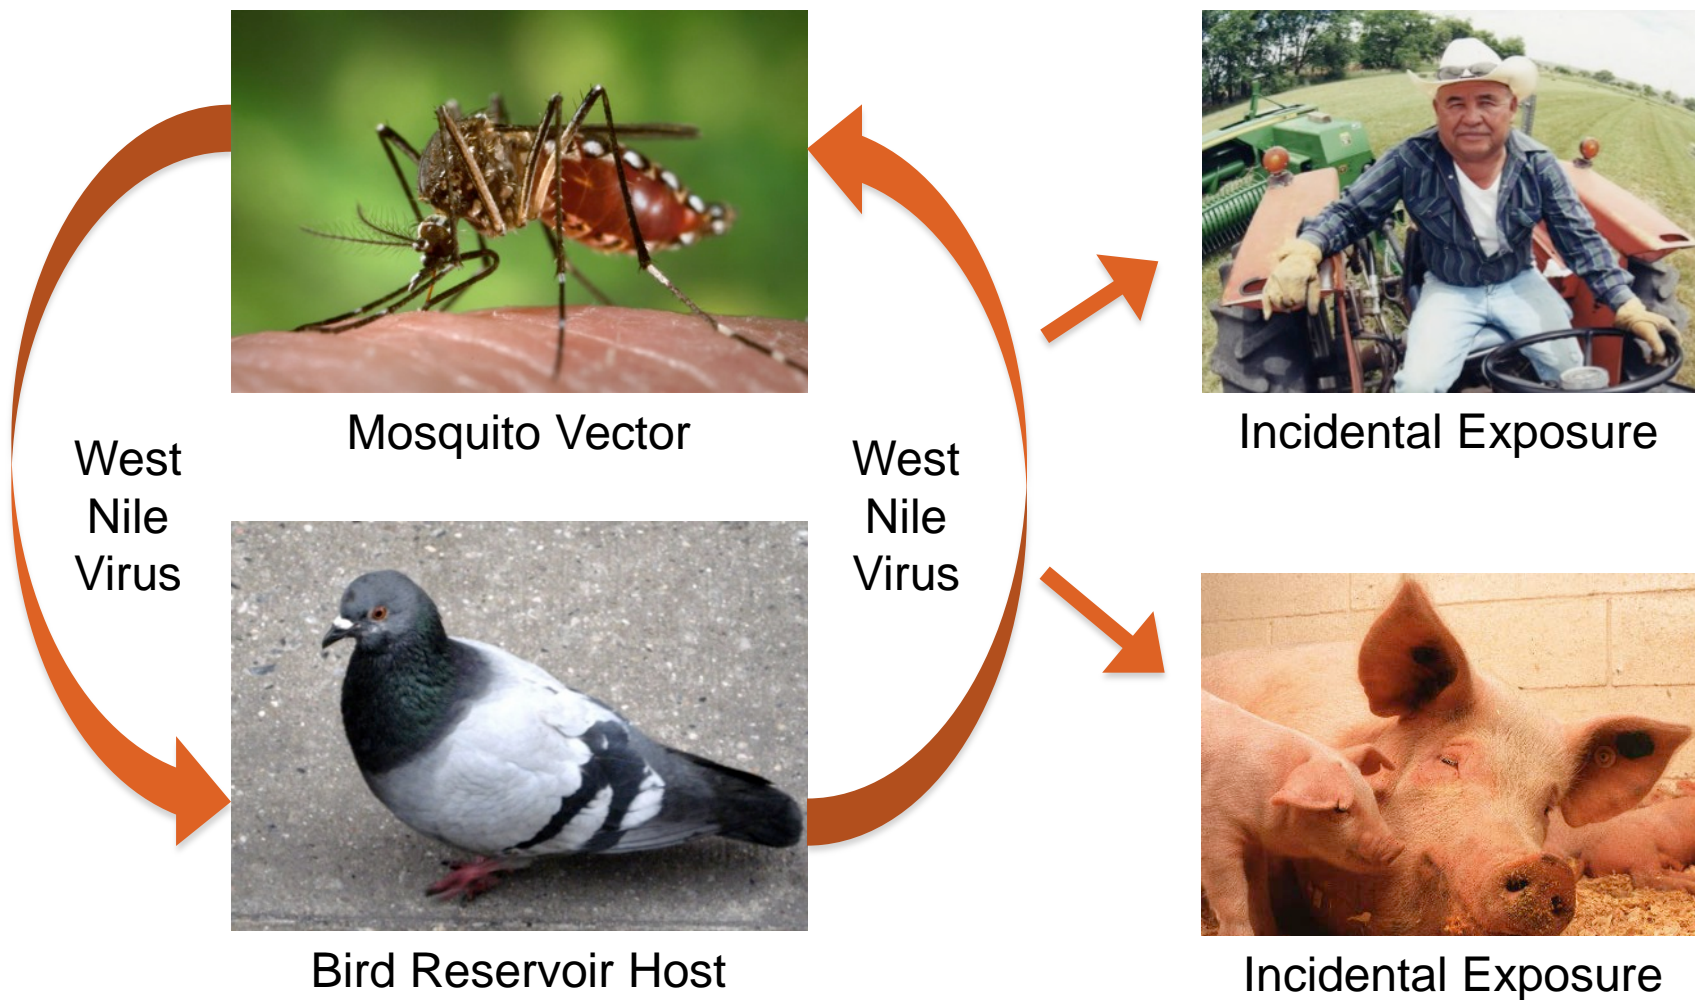 Mosquito Vector
West
Nile
Virus
West
Nile
Virus
Bird Reservoir Host
Incidental Exposure
Incidental Exposure